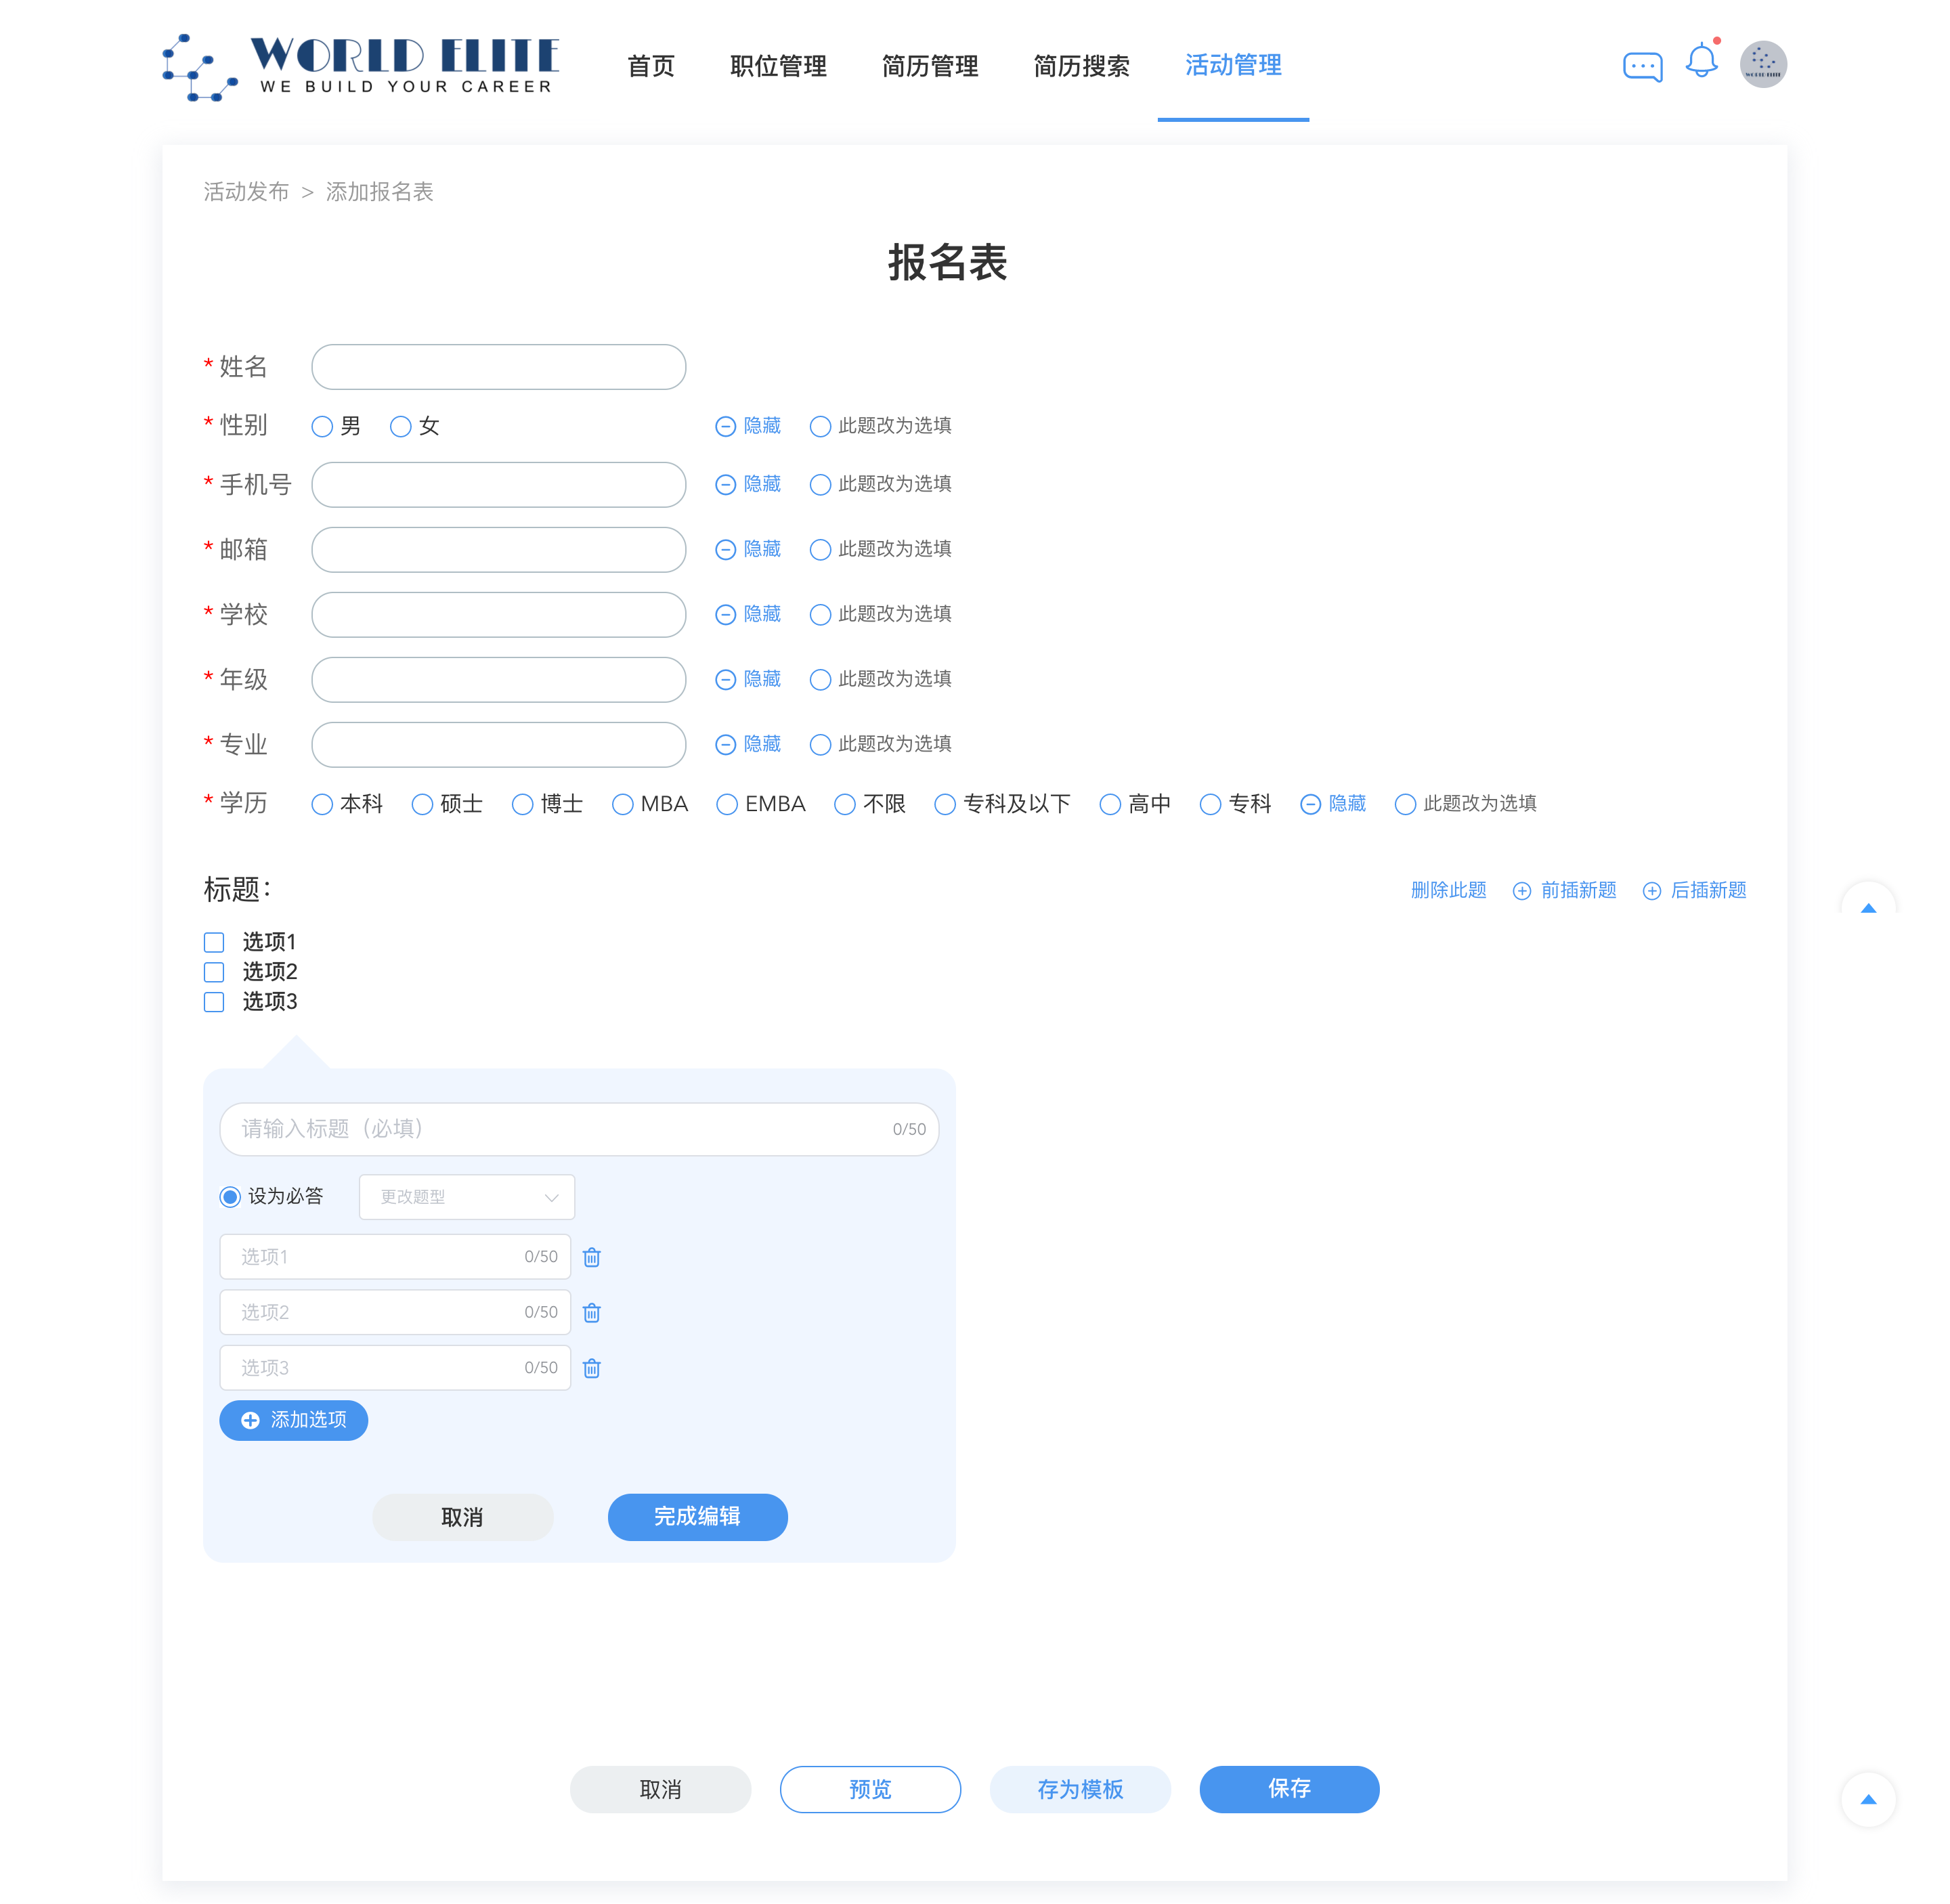 WORLD ELITE
WE BUILD YOUR CAREER
首页 职位管理 简历管理 简历搜索 活动管理
WORLD ELITE
活动发布 > 添加报名表
报名表
* 姓名
* 性别 男 女 隐藏 此题改为选填
* 手机号 隐藏 此题改为选填
* 邮箱 隐藏 此题改为选填
* 学校 隐藏 此题改为选填
* 年级 隐藏 此题改为选填
* 专业 隐藏 此题改为选填
* 学历 本科 硕士 博士 MBA EMBA 不限 专科及以下 高中 专科 隐藏 此题改为选填
标题： 删除此题 前插新题 后插新题
选项1
选项2
选项3
请输入标题（必填） 0/50
设为必答 更改题型
选项1 0/50
选项2 0/50
选项3 0/50
添加选项
取消 完成编辑
取消 预览 存为模板 保存